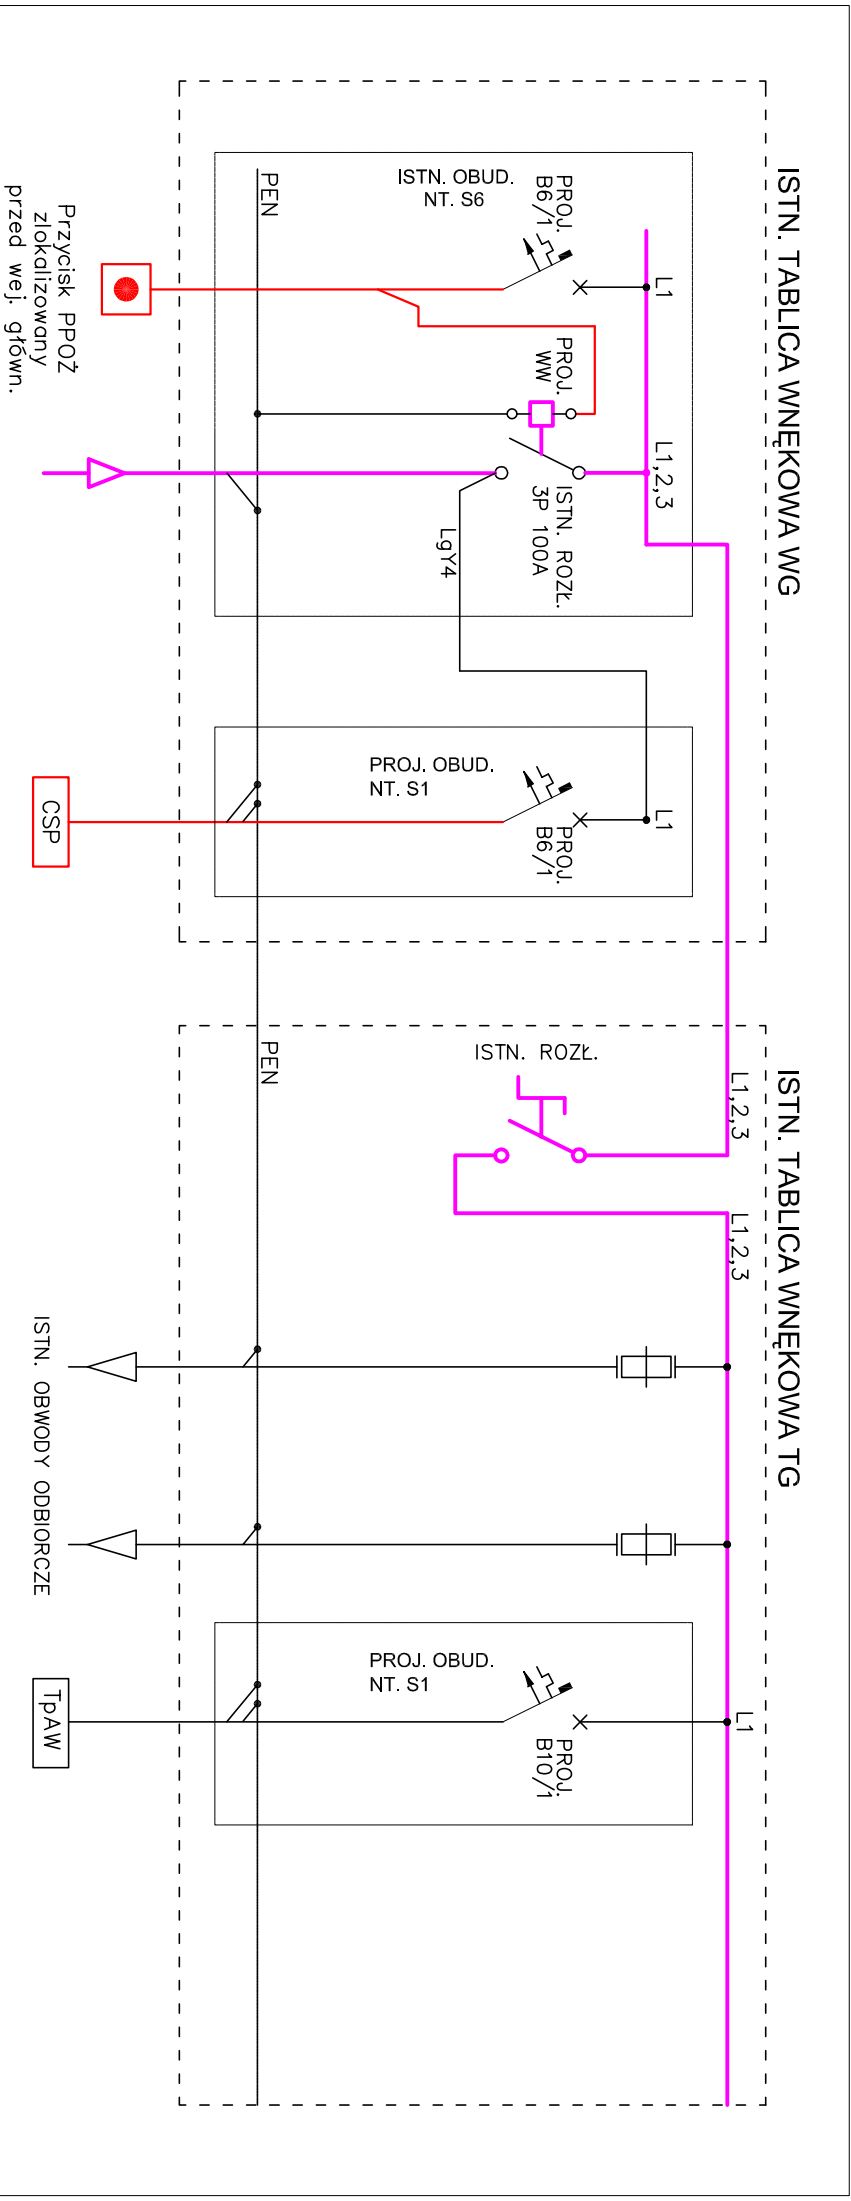 ISTN. TABLICA WNĘKOWA WG
PEN
ISTN. OBUD.
NT. S6
PROJ.
B6/1
L1
PROJ.
WW
L1,2,3
ISTN. ROZŁ.
3P 100A
LgY4
Przycisk PPOŻ
zlokalizowany
przed wej. główn.
PROJ. OBUD.
NT. S1
PROJ.
B6/1
L1
CSP
ISTN. TABLICA WNĘKOWA TG
PEN
ISTN. ROZŁ.
L1,2,3
L1,2,3
ISTN. OBWODY ODBIORCZE
PROJ. OBUD.
NT. S1
PROJ.
B10/1
L1
TpAW